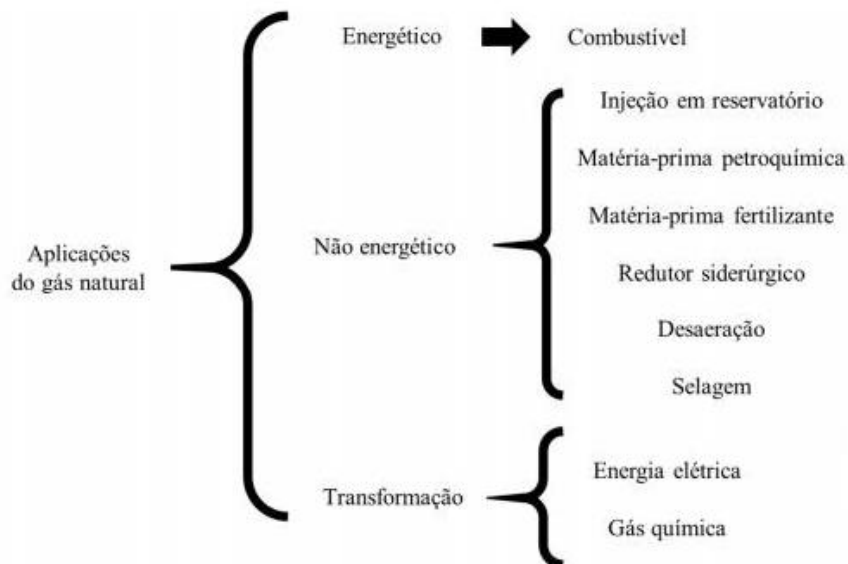 Aplicações
do gás natural
Energético
Combustível
Não energético
Injeção em reservatório
Matéria-prima petroquímica
Matéria-prima fertilizante
Redutor siderúrgico
Desaeração
Selagem
Transformação
Energia elétrica
Gás química